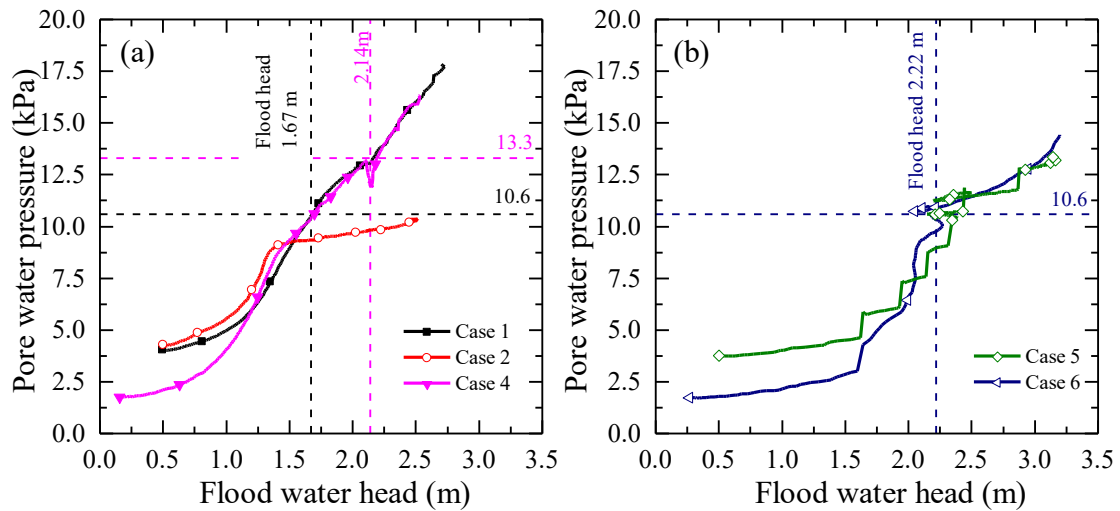 (a)
20.0
17.5
15.0
12.5
10.0
7.5
5.0
2.5
0.0
Pore water pressure (kPa)
Flood head
1.67 m
2.14m
13.3
10.6
Case 1
Case 2
Case 4
0.0 0.5 1.0 1.5 2.0 2.5 3.0 3.5
Flood water head (m)
(b)
20.0
17.5
15.0
12.5
10.0
7.5
5.0
2.5
0.0
Pore water pressure (kPa)
Flood head 2.22 m
10.6
Case 5
Case 6
0.0 0.5 1.0 1.5 2.0 2.5 3.0 3.5
Flood water head (m)